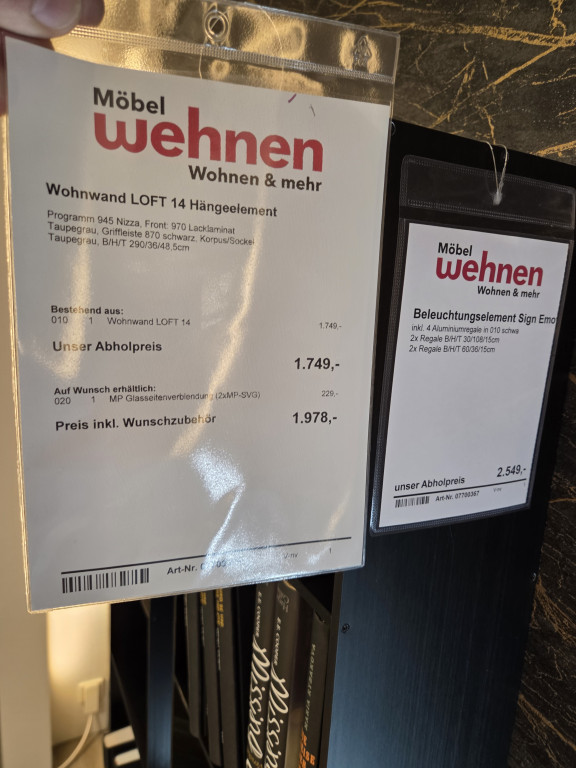 Möbel
wehnen
Wohnen & mehr
Wohnwand LOFT 14 Hängeelement
Programm 945 Nizza, Front: 970 Lacklaminat
Taupegrau, Griffleiste 870 schwarz, Korpus/Sockel
Taupegrau, B/H/T 290/36/48,5cm
Bestehend aus:
010 1 Wohnwand LOFT 14 1.749,-
Unser Abholpreis
1.749,-
Auf Wunsch erhältlich:
020 1 MP Glasseitenverblendung (2xMP-SVG) 229,-
Preis inkl. Wunschzubehör 1.978,-
Art-Nr. 1
Möbel
wehnen
Wohnen & mehr
Beleuchtungselement Sign Emo
inkl. 4 Aluminiumregale in 010 schwa
2x Regale B/H/T 30/108/15cm
2x Regale B/H/T 60/36/15cm
unser Abholpreis 2.549,-
Art-Nr. 07700367